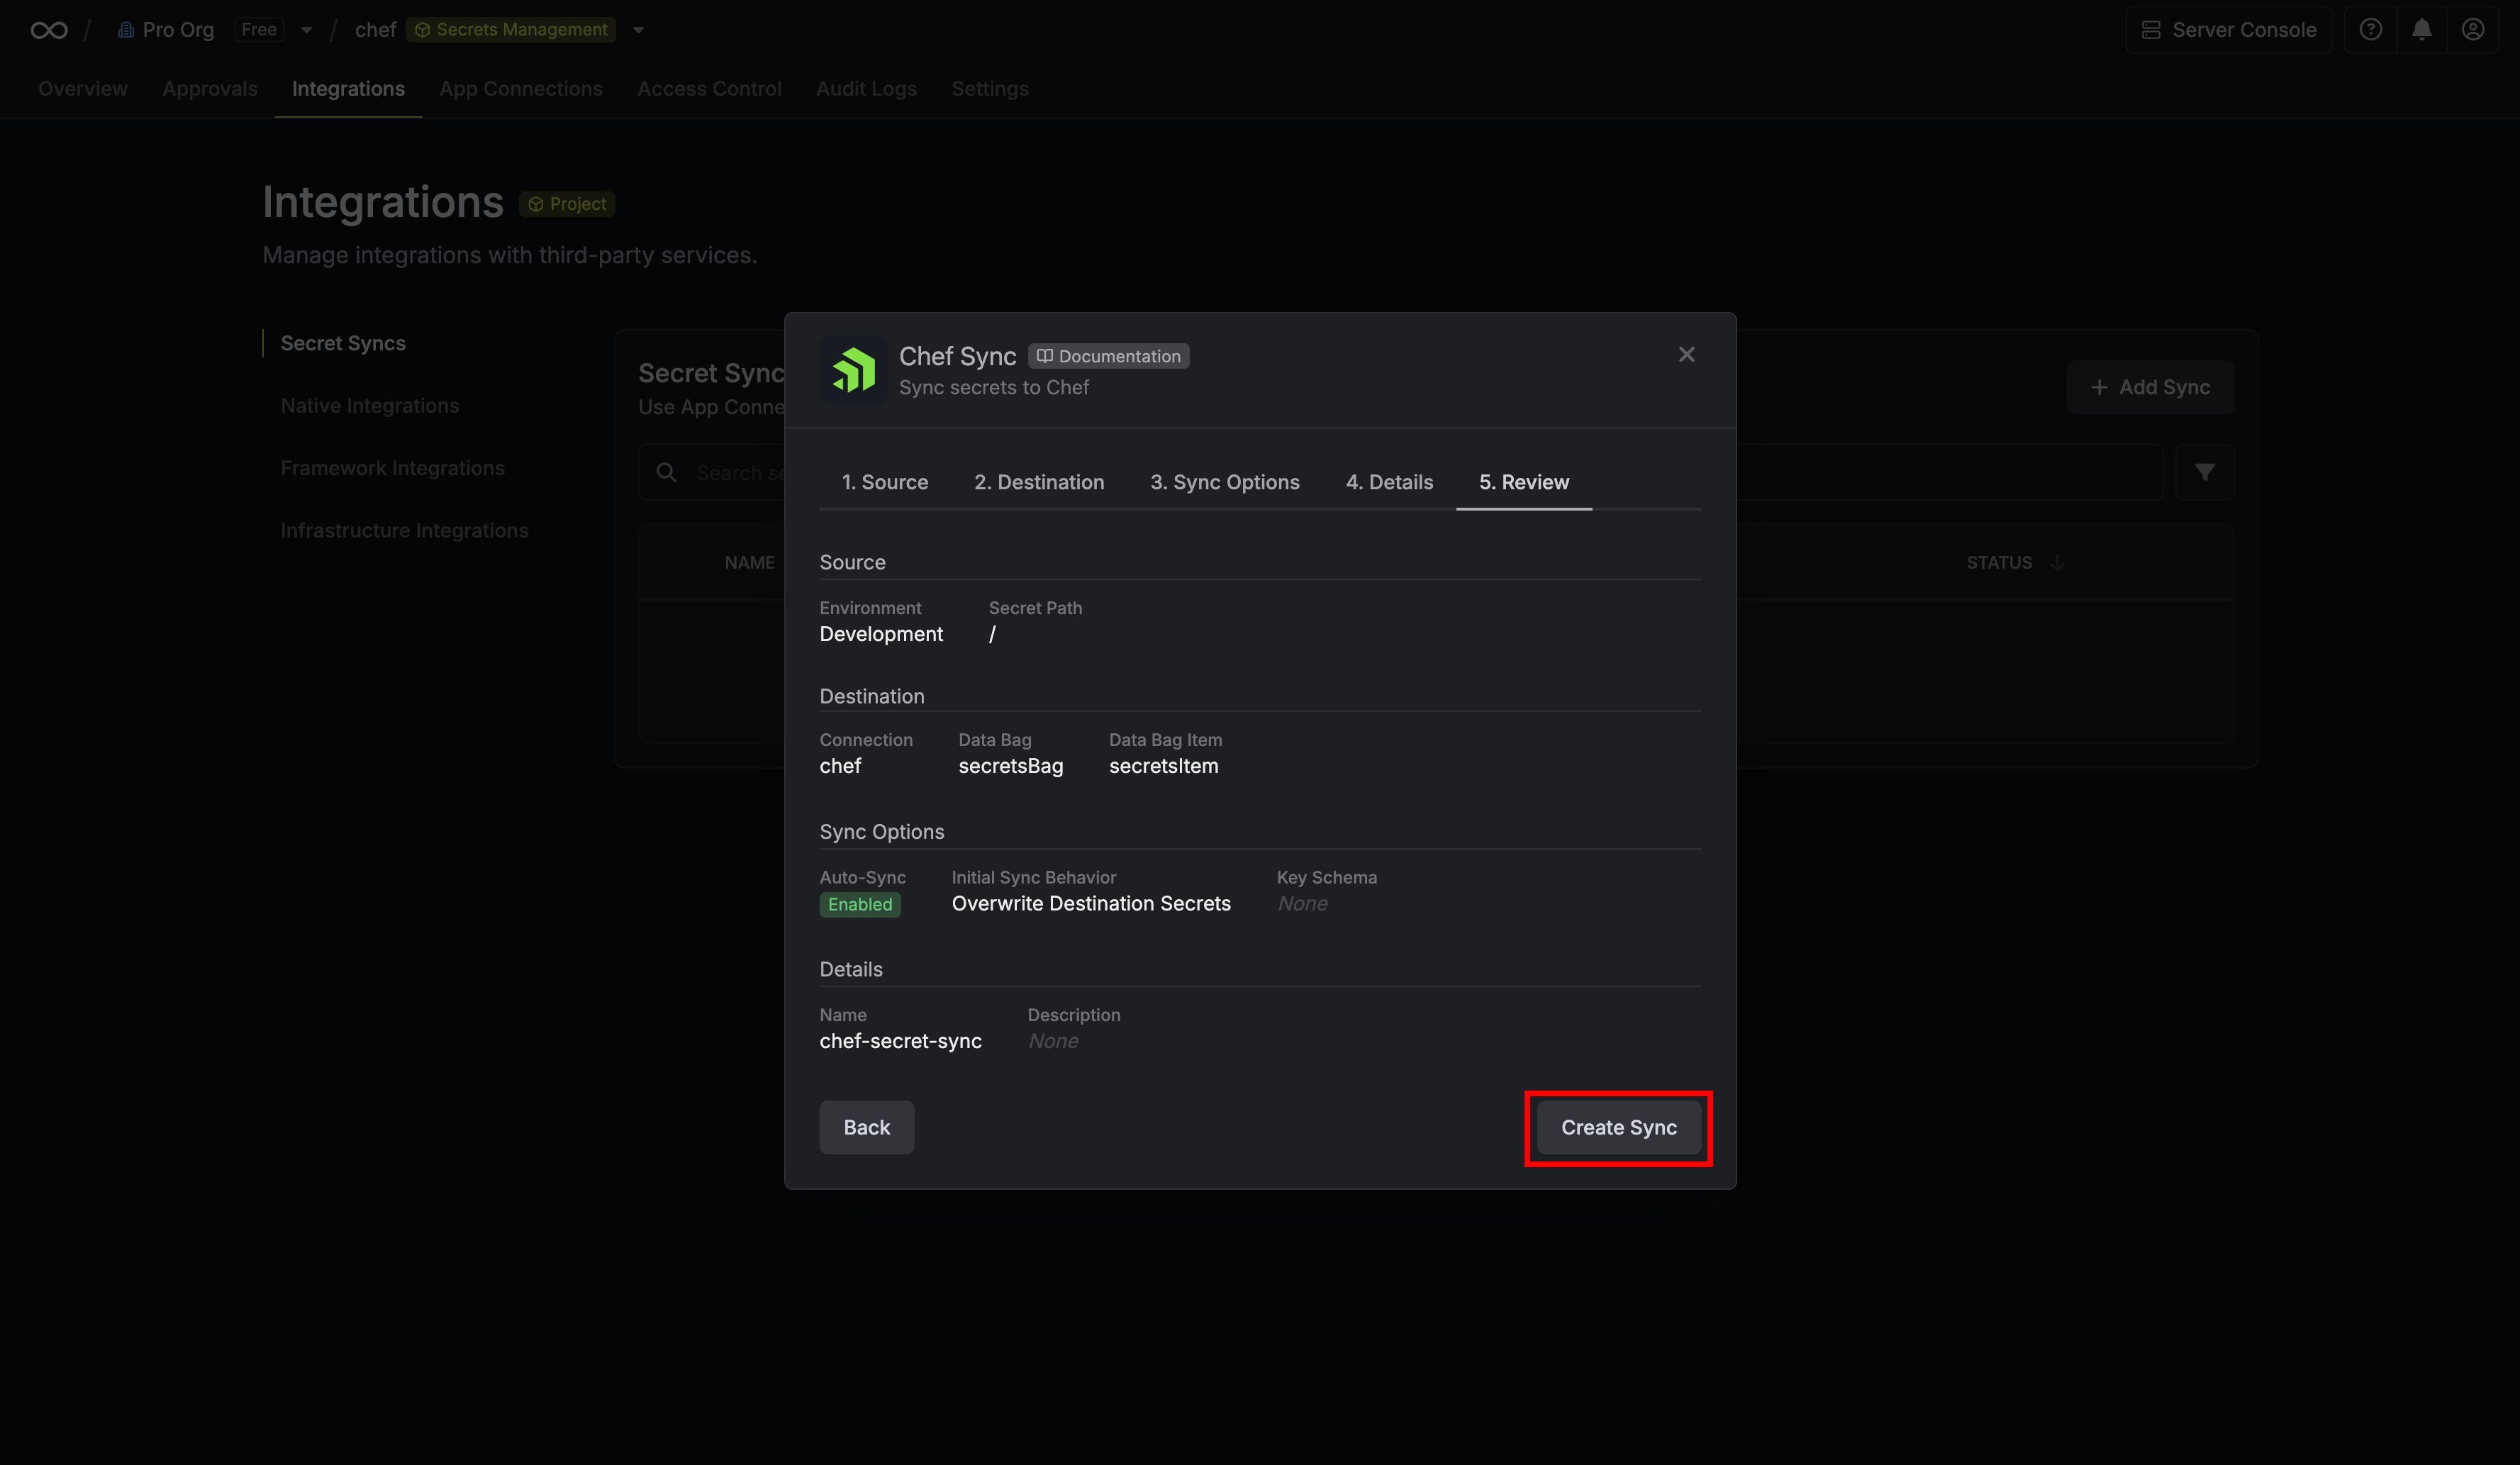 / Pro Org Free / chef Secrets Management Server Console
Overview Approvals Integrations App Connections Access Control Audit Logs Settings
Integrations Project
Manage integrations with third-party services.
Secret Syncs
Native Integrations
Framework Integrations
Infrastructure Integrations
Secret Sync
Use App Conne
+ Add Sync
Search se
NAME STATUS
Chef Sync Documentation
Sync secrets to Chef
1. Source 2. Destination 3. Sync Options 4. Details 5. Review
Source
Environment Secret Path
Development /
Destination
Connection Data Bag Data Bag Item
chef secretsBag secretsItem
Sync Options
Auto-Sync Initial Sync Behavior Key Schema
Enabled Overwrite Destination Secrets None
Details
Name Description
chef-secret-sync None
Back Create Sync